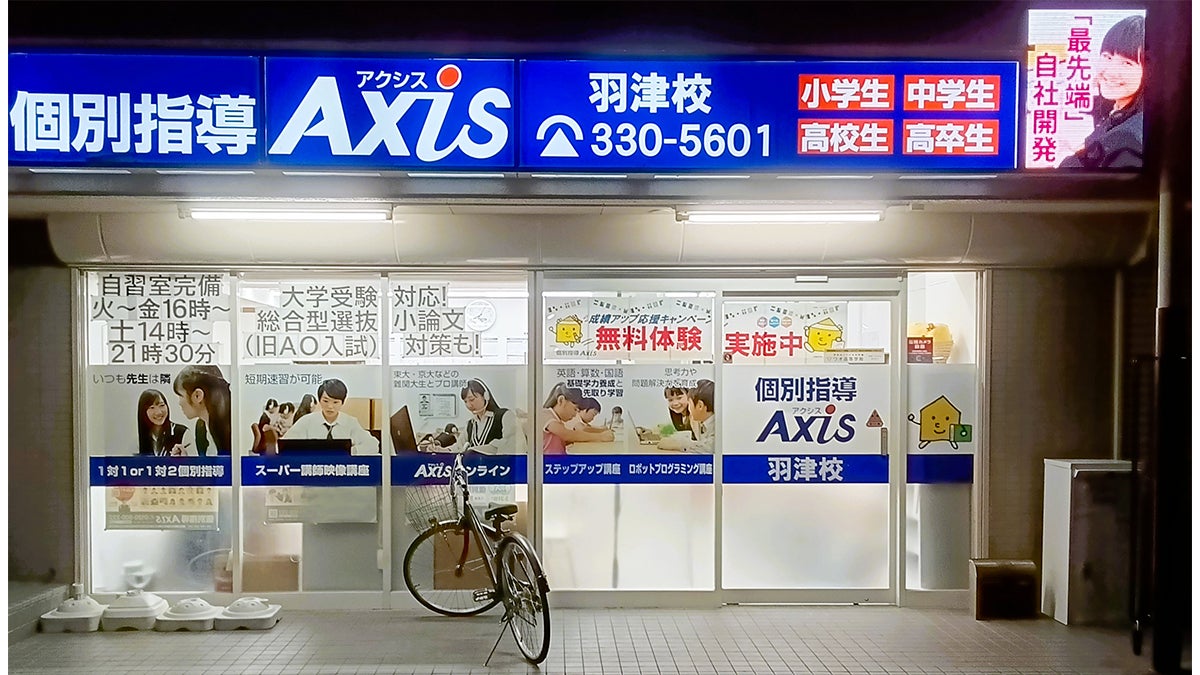 個別指導
アクシス
Axis
羽津校
330-5601
小学生
中学生
高校生
高卒生
「最先端」
自社開発
自習室完備
火～金16時～
土14時～
21時30分
大学受験
総合型選抜
(旧AO入試)
対応!
小論文
対策も!
成績アップ応援キャンペーン
無料体験
個別指導 Axis
実施中
いつも先生は隣
短期速習が可能
東大・京大などの
難関大生とプロ講師
英語・算数・国語
基礎学力養成と
先取り学習
思考力や
問題解決力を育成
個別指導
アクシス
Axis
1対1or1対2個別指導
スーパー講師映像講座
Axisオンライン
ステップアップ講座
ロボットプログラミング講座
羽津校